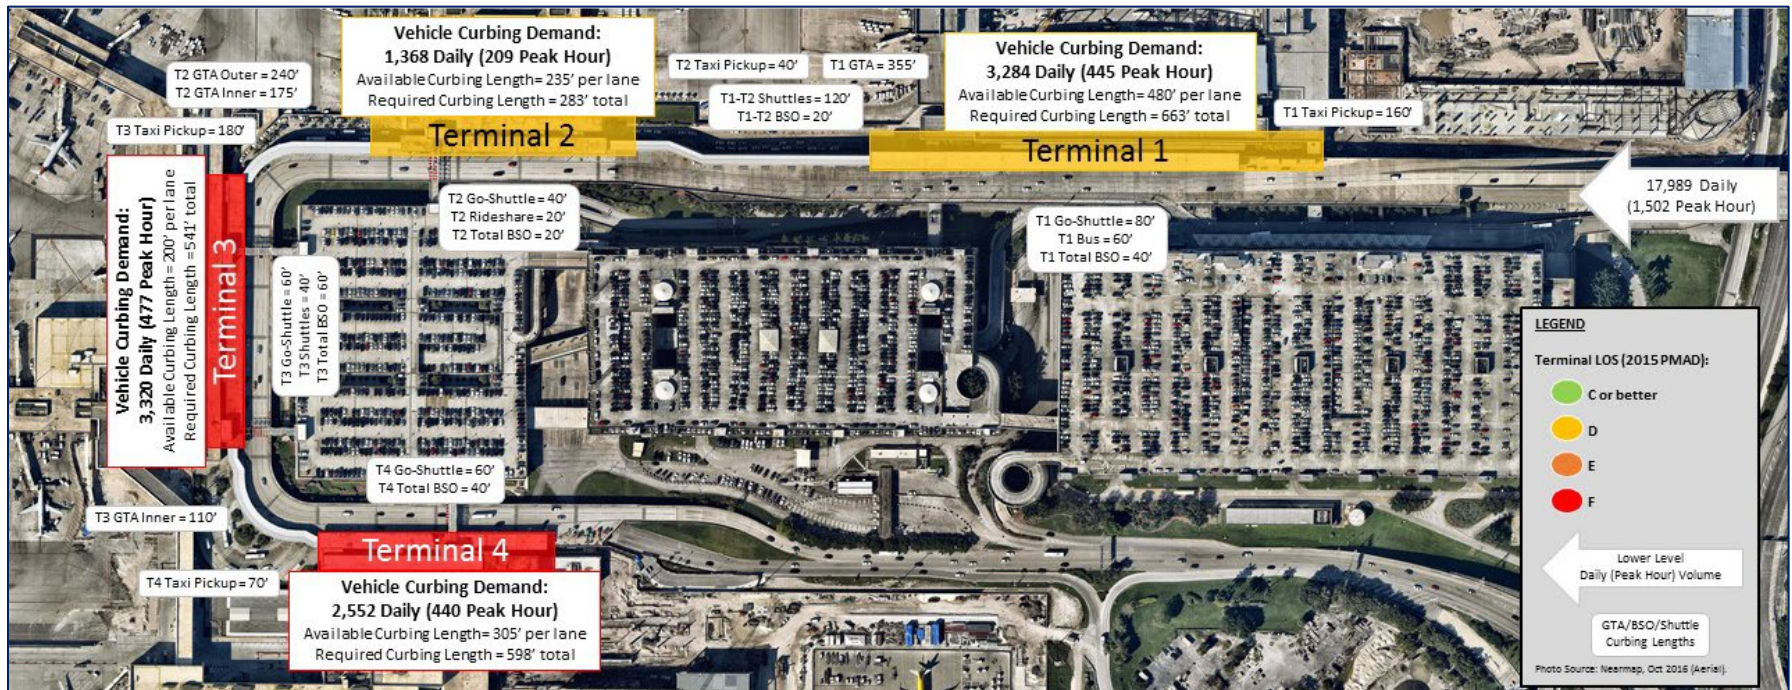 Vehicle Curbing Demand:
1,368 Daily (209 Peak Hour)
Available Curbing Length= 235’ per lane
Required Curbing Length = 283’ total
Terminal 2
T2 GTA Outer = 240’
T2 GTA Inner = 175’
T3 Taxi Pickup = 180’
T2 Taxi Pickup = 40’
T1 GTA = 355’
T1-T2 Shuttles = 120’
T1-T2 BSO = 20’
Vehicle Curbing Demand:
3,284 Daily (445 Peak Hour)
Available Curbing Length= 480’ per lane
Required Curbing Length = 663’ total
Terminal 1
T1 Taxi Pickup = 160’
17,989 Daily
(1,502 Peak Hour)
Vehicle Curbing Demand:
3,320 Daily (477 Peak Hour)
Available Curbing Length= 200’ per lane
Required Curbing Length = 541’ total
Terminal 3
T3 Go-Shuttle = 60’
T3 Shuttles = 40’
T3 Total BSO = 60’
T2 Go-Shuttle = 40’
T2 Rideshare = 20’
T2 Total BSO = 20’
T1 Go-Shuttle = 80’
T1 Bus = 60’
T1 Total BSO = 40’
T4 Go-Shuttle = 60’
T4 Total BSO = 40’
T3 GTA Inner = 110’
T4 Taxi Pickup = 70’
Terminal 4
Vehicle Curbing Demand:
2,552 Daily (440 Peak Hour)
Available Curbing Length= 305’ per lane
Required Curbing Length = 598’ total
LEGEND
Terminal LOS (2015 PMAD):
C or better
D
E
F
Lower Level
Daily (Peak Hour) Volume
GTA/BSO/Shuttle
Curbing Lengths
Photo Source: Nearmap, Oct 2016 (Aerial).